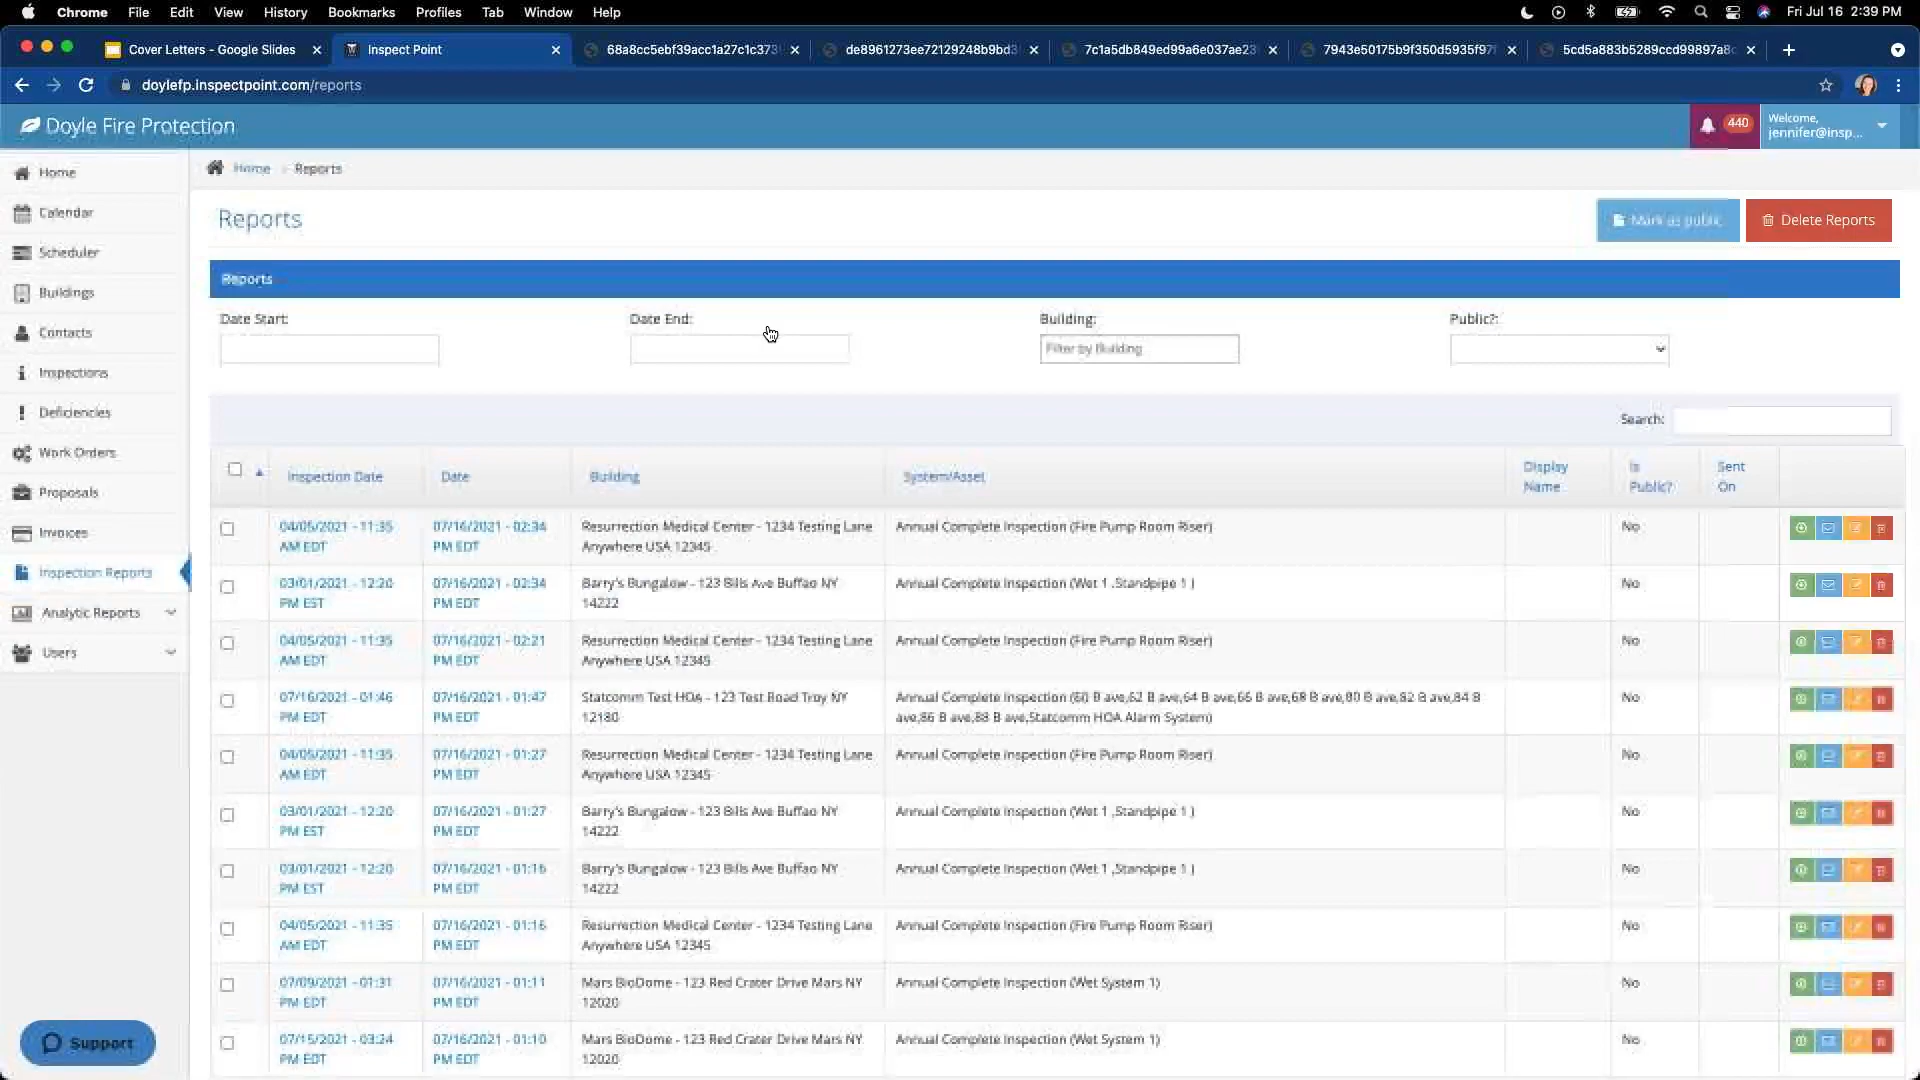 Chrome File Edit View History Bookmarks Profiles Tab Window Help Fri Jul 16 2:39 PM
Cover Letters - Google Slides Inspect Point 68a8cc5ebf39acc1a27c1c373 de8961273ee72129248b9bd3 7c1a5db849ed99a6e037ae23 7943e50175b9f350d5935f97 5cd5a883b5289ccd99897a8c
doylefp.inspectpoint.com/reports
Doyle Fire Protection 440 Welcome, jennifer@insp...
Home
Calendar
Scheduler
Buildings
Contacts
Inspections
Deficiencies
Work Orders
Proposals
Invoices
Inspection Reports
Analytic Reports
Users
Support
Home Reports
Reports Mark as public Delete Reports
Reports
Date Start: Date End: Building: Public?:
Filter by Building
Search:
Inspection Date Date Building System/Asset Display Name Is Public? Sent On
04/05/2021 - 11:35 07/16/2021 - 02:34 Resurrection Medical Center - 1234 Testing Lane Annual Complete Inspection (Fire Pump Room Riser) No
AM EDT PM EDT Anywhere USA 12345
03/01/2021 - 12:20 07/16/2021 - 02:34 Barry's Bungalow - 123 Bills Ave Buffao NY Annual Complete Inspection (Wet 1 ,Standpipe 1 ) No
PM EST PM EDT 14222
04/05/2021 - 11:35 07/16/2021 - 02:21 Resurrection Medical Center - 1234 Testing Lane Annual Complete Inspection (Fire Pump Room Riser) No
AM EDT PM EDT Anywhere USA 12345
07/16/2021 - 01:46 07/16/2021 - 01:47 Statcomm Test HOA - 123 Test Road Troy NY Annual Complete Inspection (60 B ave,62 B ave,64 B ave,66 B ave,68 B ave,80 B ave,82 B ave,84 B No
PM EDT PM EDT 12180 ave,86 B ave,88 B ave,Statcomm HOA Alarm System)
04/05/2021 - 11:35 07/16/2021 - 01:27 Resurrection Medical Center - 1234 Testing Lane Annual Complete Inspection (Fire Pump Room Riser) No
AM EDT PM EDT Anywhere USA 12345
03/01/2021 - 12:20 07/16/2021 - 01:27 Barry's Bungalow - 123 Bills Ave Buffao NY Annual Complete Inspection (Wet 1 ,Standpipe 1 ) No
PM EST PM EDT 14222
03/01/2021 - 12:20 07/16/2021 - 01:16 Barry's Bungalow - 123 Bills Ave Buffao NY Annual Complete Inspection (Wet 1 ,Standpipe 1 ) No
PM EST PM EDT 14222
04/05/2021 - 11:35 07/16/2021 - 01:16 Resurrection Medical Center - 1234 Testing Lane Annual Complete Inspection (Fire Pump Room Riser) No
AM EDT PM EDT Anywhere USA 12345
07/09/2021 - 01:31 07/16/2021 - 01:11 Mars BioDome - 123 Red Crater Drive Mars NY Annual Complete Inspection (Wet System 1) No
PM EDT PM EDT 12020
07/15/2021 - 03:24 07/16/2021 - 01:10 Mars BioDome - 123 Red Crater Drive Mars NY Annual Complete Inspection (Wet System 1) No
PM EDT PM EDT 12020